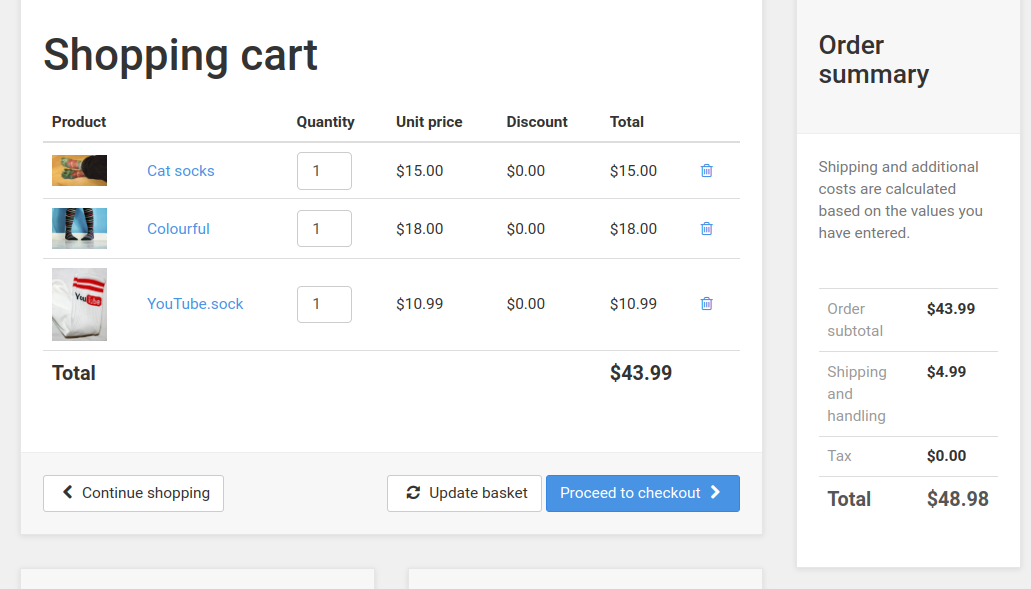 Shopping cart
Product Quantity Unit price Discount Total
Cat socks 1 $15.00 $0.00 $15.00
Colourful 1 $18.00 $0.00 $18.00
YouTube
YouTube.sock 1 $10.99 $0.00 $10.99
Total $43.99
Continue shopping Update basket Proceed to checkout
Order
summary
Shipping and additional
costs are calculated
based on the values you
have entered.
Order
subtotal
$43.99
Shipping
and
handling
$4.99
Tax $0.00
Total $48.98